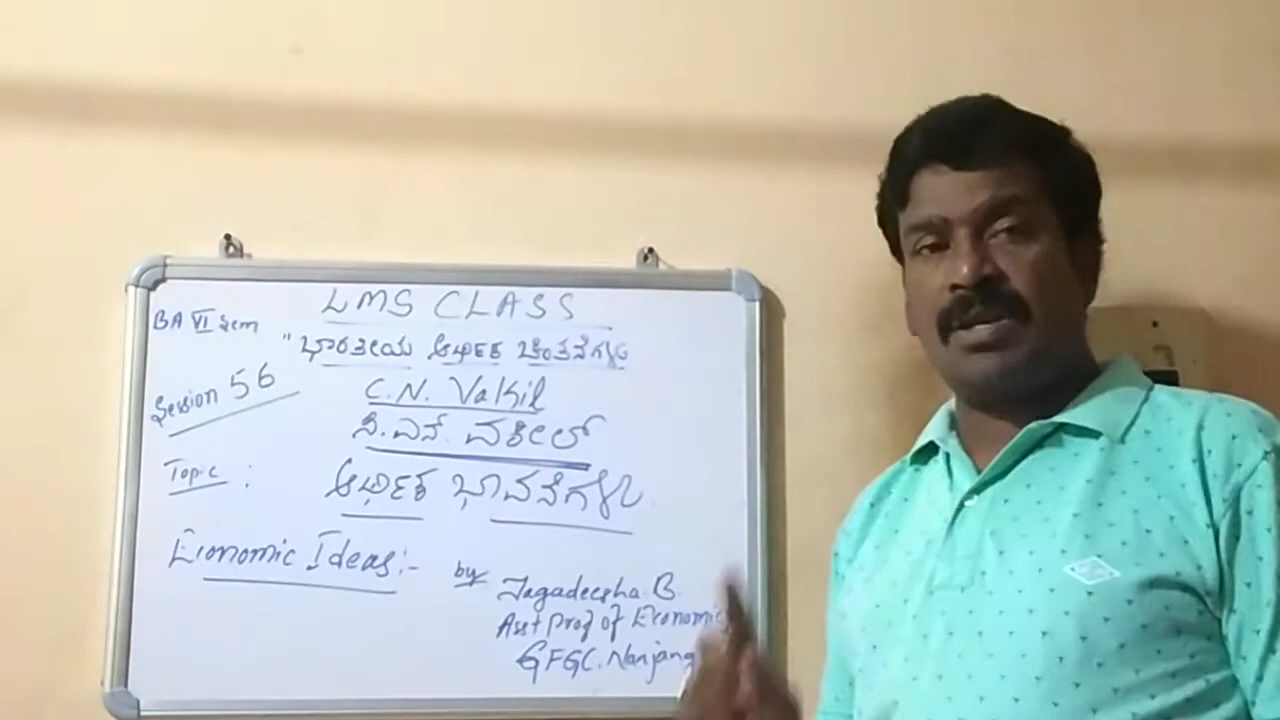 LMS CLASS
BA VI Sem
"ಭಾರತೀಯ ಆರ್ಥಿಕ ಚಿಂತನೆಗಳು
Session 56
C.N. Vakil
ಸಿ.ಎನ್. ವಕೀಲ್
Topic :
ಆರ್ಥಿಕ ಭಾವನೆಗಳು
Economic Ideas:-
by Jagadeesha B.
Asst Prof of Economic
GFGC. Nanjang